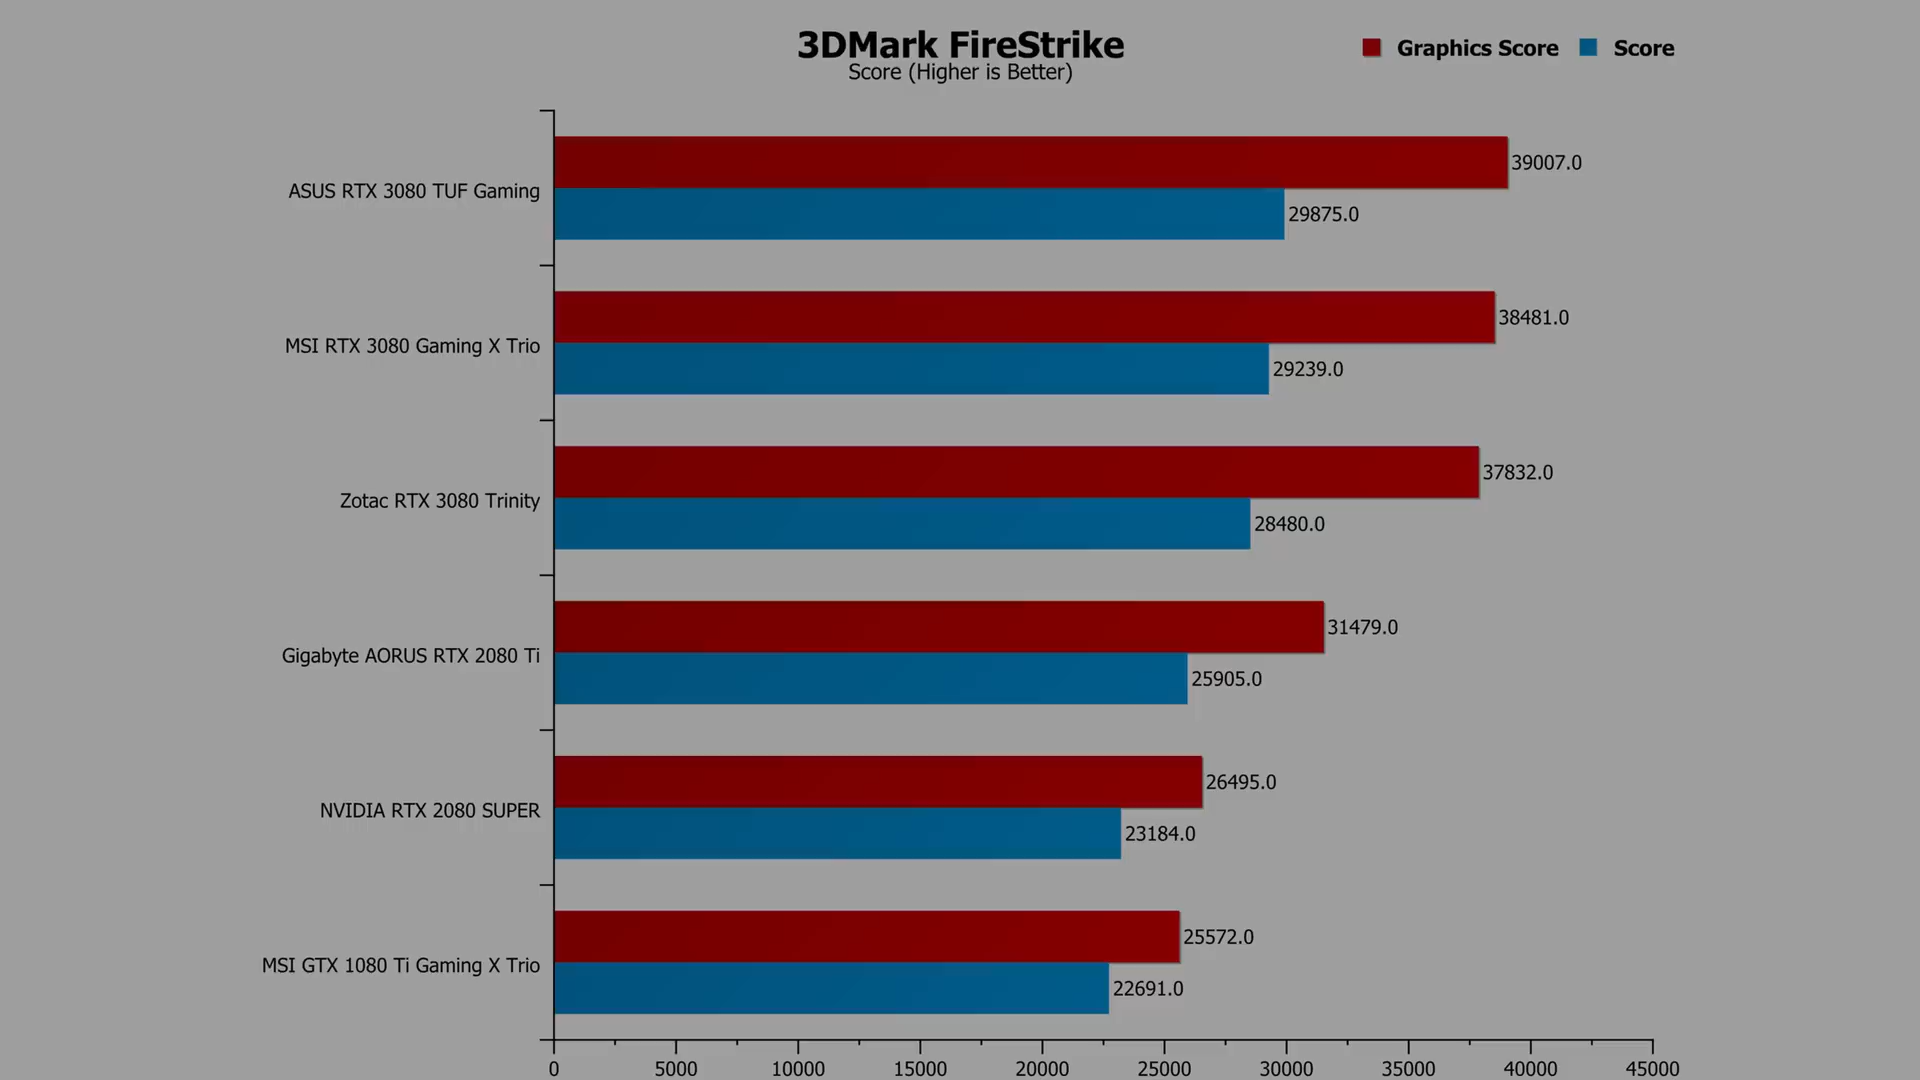 3DMark FireStrike
Score (Higher is Better)
Graphics Score
Score
ASUS RTX 3080 TUF Gaming
39007.0
29875.0
MSI RTX 3080 Gaming X Trio
38481.0
29239.0
Zotac RTX 3080 Trinity
37832.0
28480.0
Gigabyte AORUS RTX 2080 Ti
31479.0
25905.0
NVIDIA RTX 2080 SUPER
26495.0
23184.0
MSI GTX 1080 Ti Gaming X Trio
25572.0
22691.0
0 5000 10000 15000 20000 25000 30000 35000 40000 45000